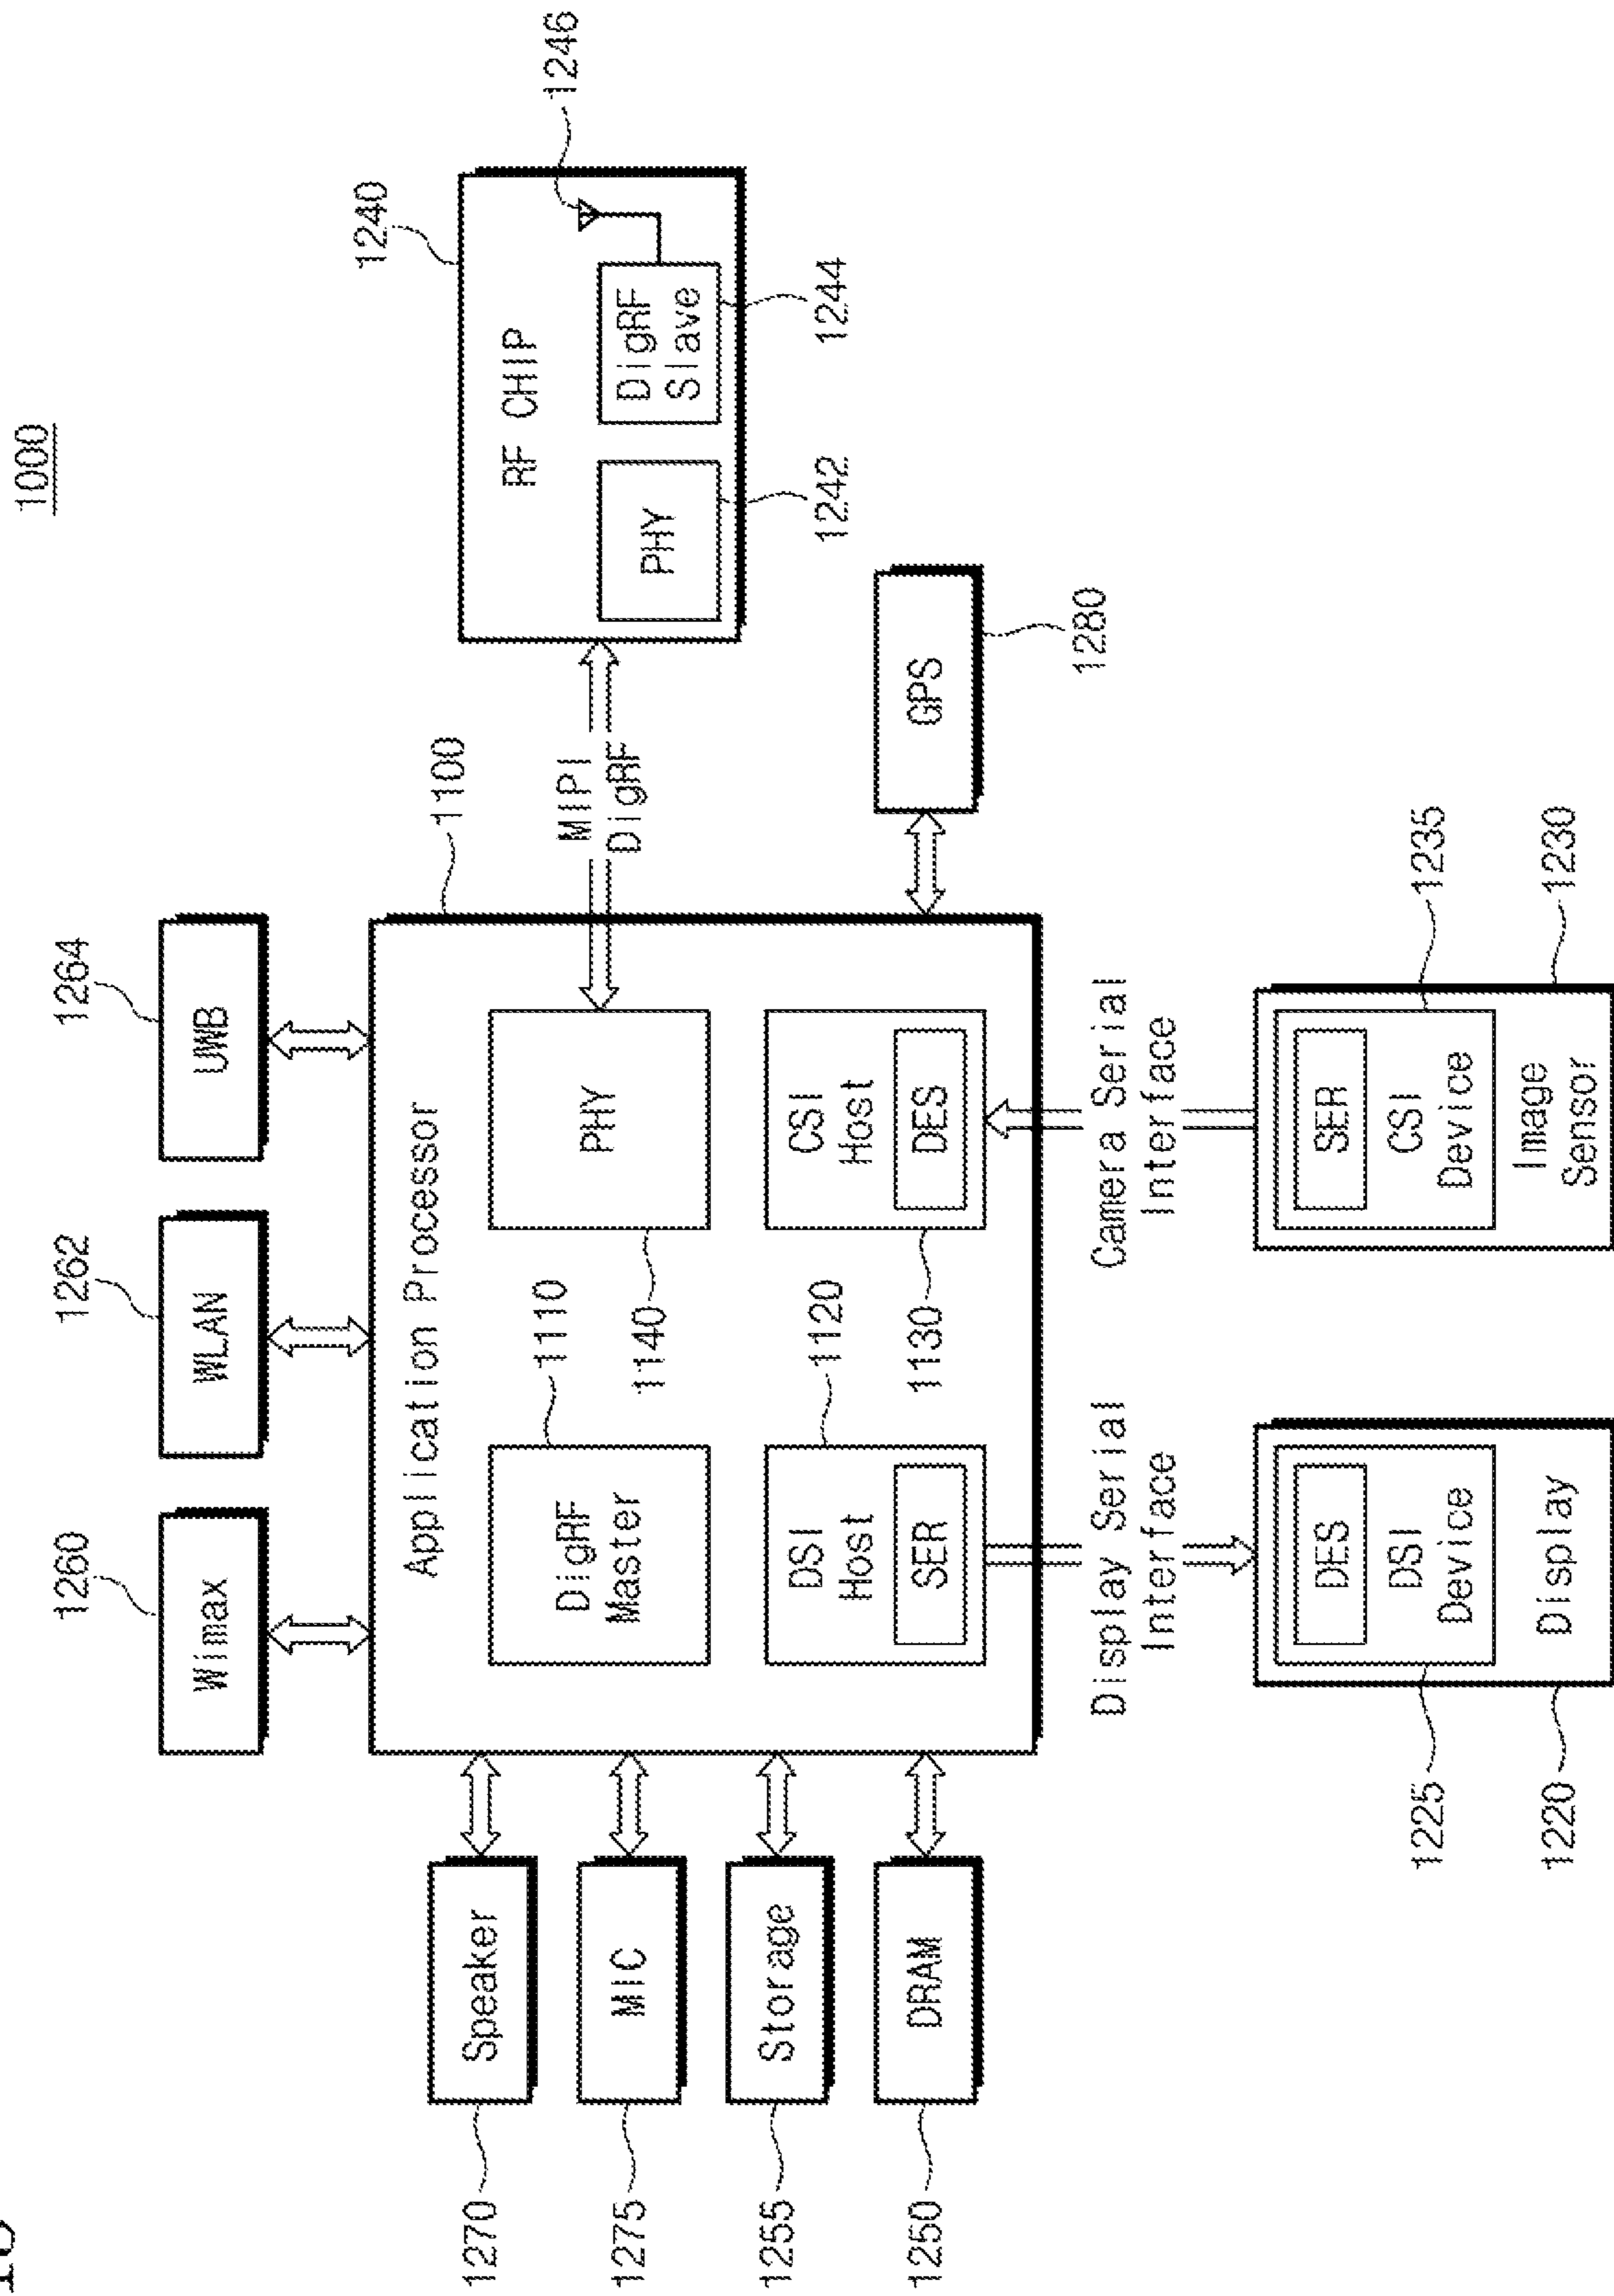 1000
1260
1262
1264
Wimax
WLAN
UWB
1100
1240
1246
Application Processor
RF CHIP
1270
Speaker
1275
MIC
1255
Storage
1250
DRAM
DigRF
Master
1110
PHY
1140
MIPI
DigRF
PHY
DigRF
Slave
1242
1244
DSI
Host
SER
1120
CSI
Host
DES
1130
GPS
1280
Display Serial
Interface
Camera Serial
Interface
DES
DSI
Device
Display
1225
1220
SER
CSI
Device
Image
Sensor
1235
1230